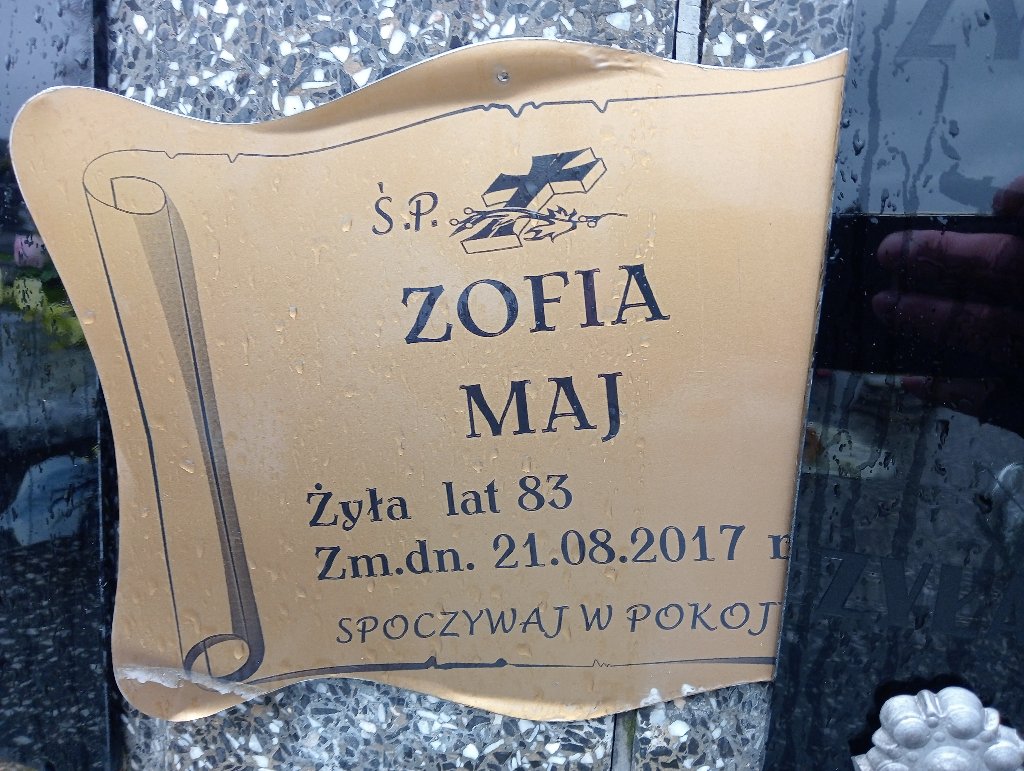 Ś.P.
ZOFIA
MAJ
Żyła lat 83
Zm.dn. 21.08.2017 r
SPOCZYWAJ W POKOJ